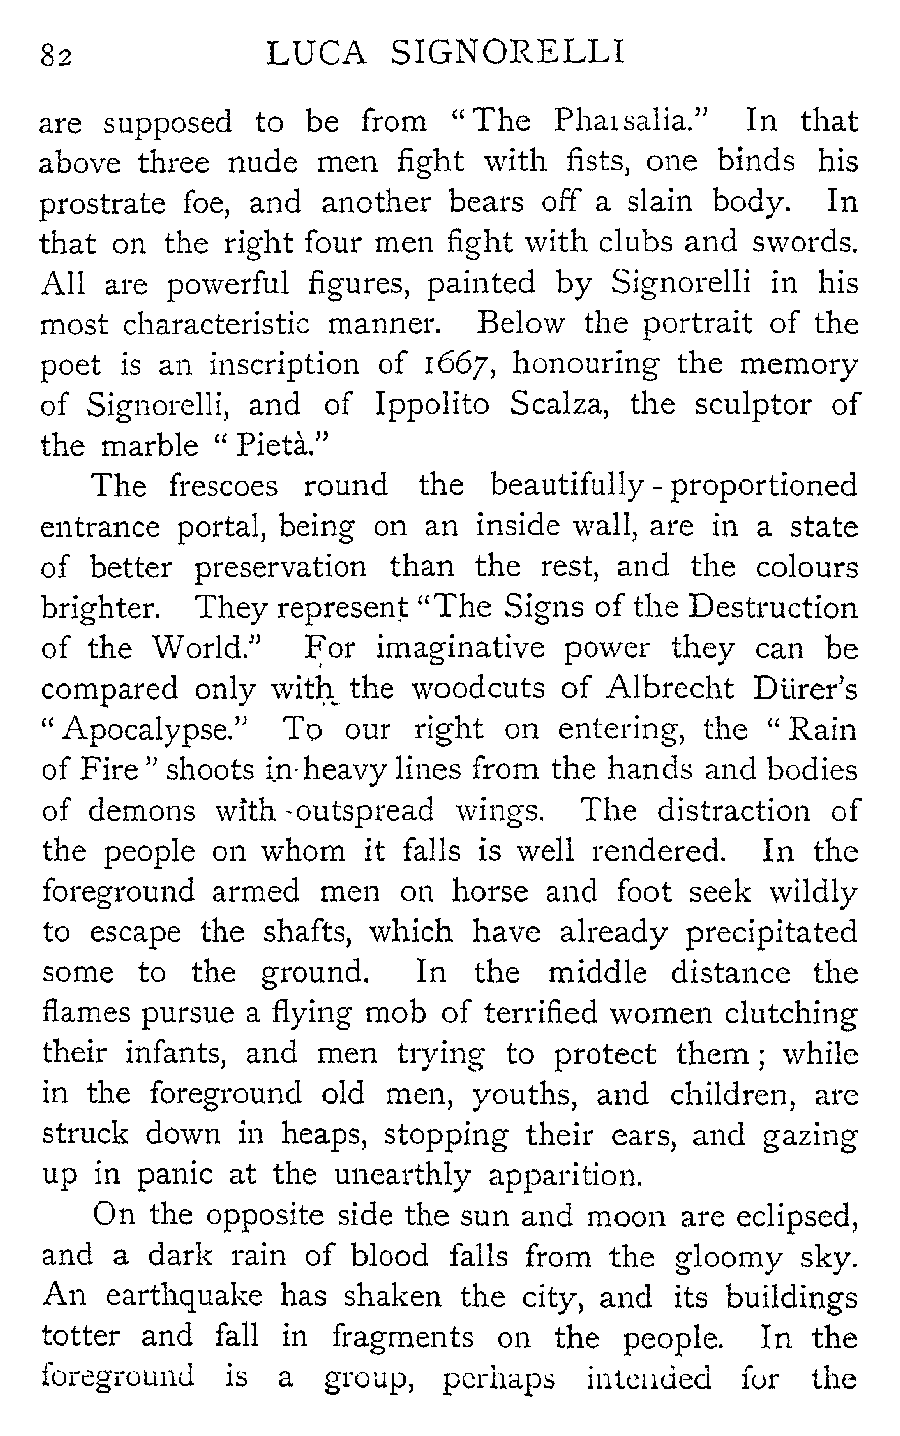 82 LUCA SIGNORELLI
are supposed to be from “The Pharsalia.” In that
above three nude men fight with fists, one binds his
prostrate foe, and another bears off a slain body. In
that on the right four men fight with clubs and swords.
All are powerful figures, painted by Signorelli in his
most characteristic manner. Below the portrait of the
poet is an inscription of 1667, honouring the memory
of Signorelli, and of Ippolito Scalza, the sculptor of
the marble “Pietà.”
The frescoes round the beautifully-proportioned
entrance portal, being on an inside wall, are in a state
of better preservation than the rest, and the colours
brighter. They represent “The Signs of the Destruction
of the World.” For imaginative power they can be
compared only with the woodcuts of Albrecht Dürer’s
“Apocalypse.” To our right on entering, the “Rain
of Fire” shoots in heavy lines from the hands and bodies
of demons with outspread wings. The distraction of
the people on whom it falls is well rendered. In the
foreground armed men on horse and foot seek wildly
to escape the shafts, which have already precipitated
some to the ground. In the middle distance the
flames pursue a flying mob of terrified women clutching
their infants, and men trying to protect them; while
in the foreground old men, youths, and children, are
struck down in heaps, stopping their ears, and gazing
up in panic at the unearthly apparition.
On the opposite side the sun and moon are eclipsed,
and a dark rain of blood falls from the gloomy sky.
An earthquake has shaken the city, and its buildings
totter and fall in fragments on the people. In the
foreground is a group, perhaps intended for the